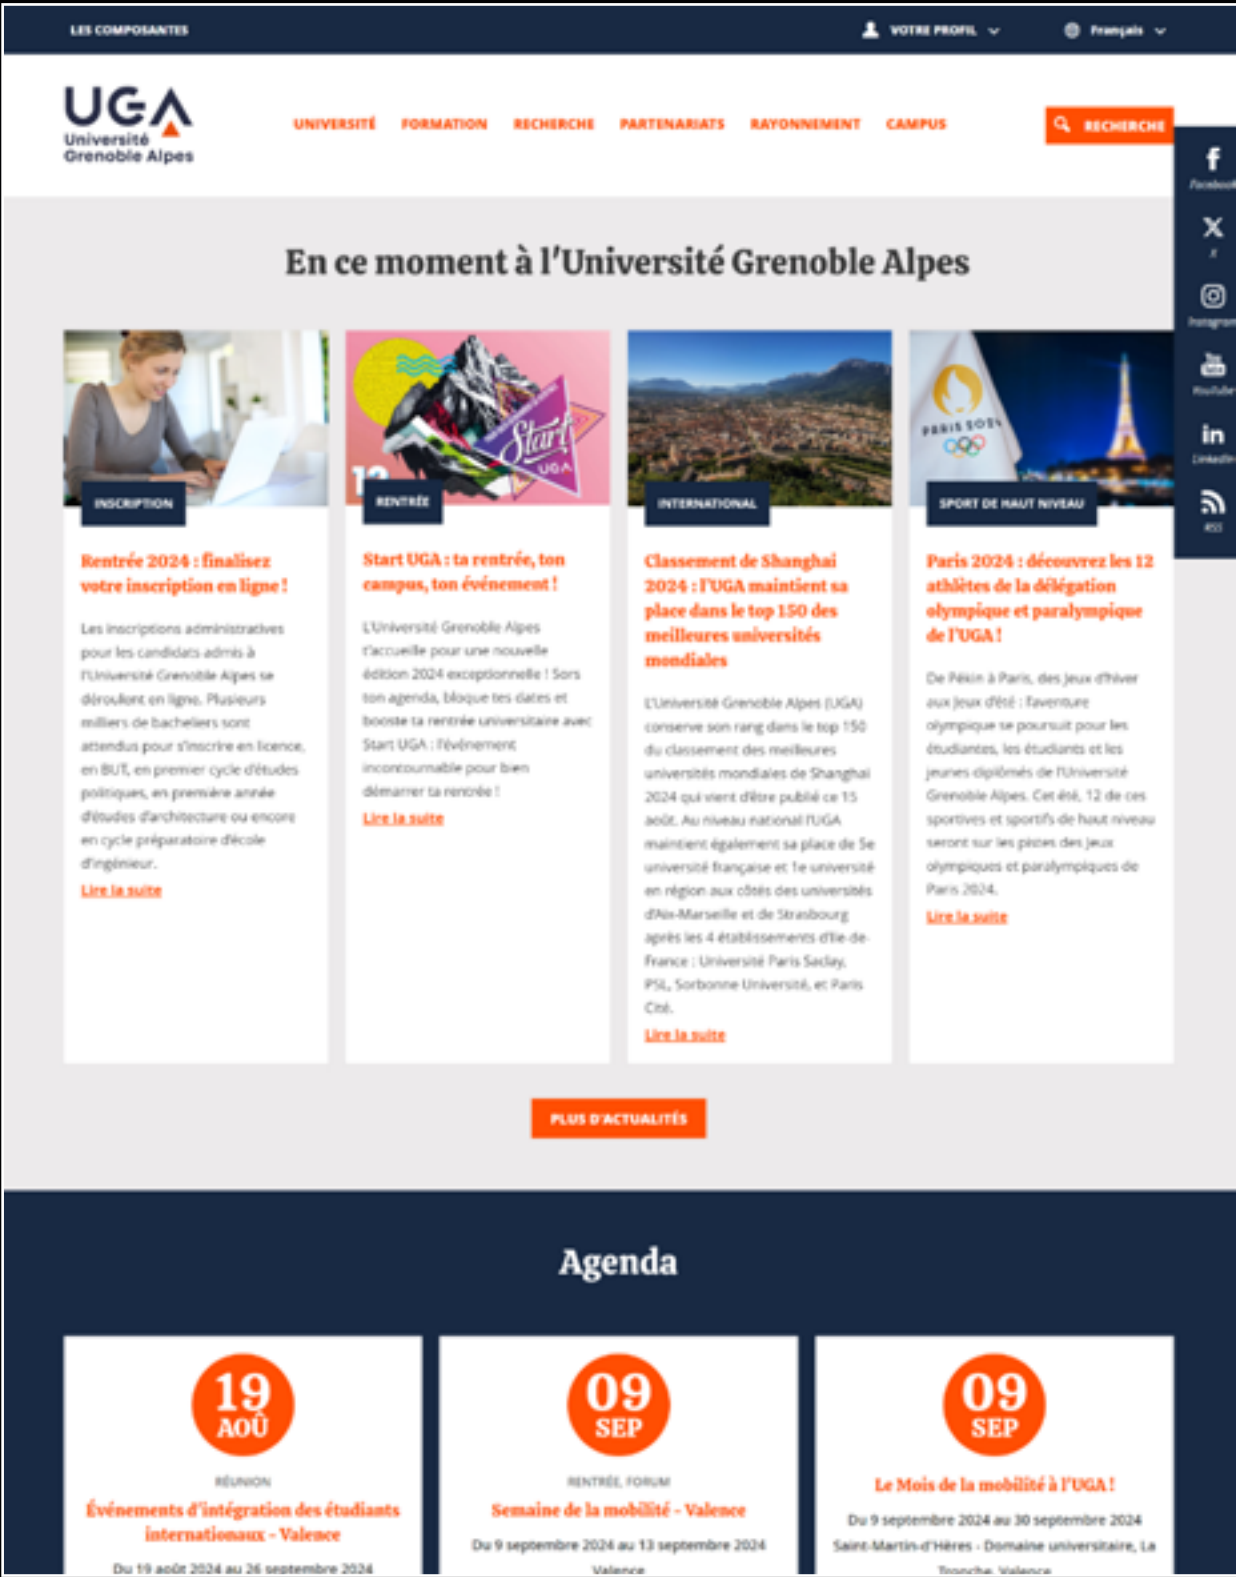 LES COMPOSANTES
VOTRE PROFIL
Français
UGA
Université
Grenoble Alpes
UNIVERSITÉ FORMATION RECHERCHE PARTENARIATS RAYONNEMENT CAMPUS
RECHERCHE
Facebook
X
Instagram
YouTube
LinkedIn
RSS
En ce moment à l'Université Grenoble Alpes
INSCRIPTION
Rentrée 2024 : finalisez
votre inscription en ligne !
Les inscriptions administratives
pour les candidats admis à
l'Université Grenoble Alpes se
déroulent en ligne. Plusieurs
milliers de bacheliers sont
attendus pour s'inscrire en licence,
en BUT, en premier cycle d'études
politiques, en première année
d'études d'architecture ou encore
en cycle préparatoire d'école
d'ingénieur.
Lire la suite
12
Start
UGA
RENTRÉE
Start UGA : ta rentrée, ton
campus, ton événement !
L'Université Grenoble Alpes
t'accueille pour une nouvelle
édition 2024 exceptionnelle ! Sors
ton agenda, bloque tes dates et
booste ta rentrée universitaire avec
Start UGA : l'événement
incontournable pour bien
démarrer ta rentrée !
Lire la suite
INTERNATIONAL
Classement de Shanghai
2024 : l'UGA maintient sa
place dans le top 150 des
meilleures universités
mondiales
L'Université Grenoble Alpes (UGA)
conserve son rang dans le top 150
du classement des meilleures
universités mondiales de Shanghai
2024 qui vient d'être publié ce 15
août. Au niveau national l'UGA
maintient également sa place de 5e
université française et 1e université
en région aux côtés des universités
d'Aix-Marseille et de Strasbourg
après les 4 établissements d'Ile-de-
France : Université Paris Saclay,
PSL, Sorbonne Université, et Paris
Cité.
Lire la suite
PARIS 2024
SPORT DE HAUT NIVEAU
Paris 2024 : découvrez les 12
athlètes de la délégation
olympique et paralympique
de l'UGA !
De Pékin à Paris, des Jeux d'hiver
aux Jeux d'été : l'aventure
olympique se poursuit pour les
étudiantes, les étudiants et les
jeunes diplômés de l'Université
Grenoble Alpes. Cet été, 12 de ces
sportives et sportifs de haut niveau
seront sur les pistes des Jeux
olympiques et paralympiques de
Paris 2024.
Lire la suite
PLUS D'ACTUALITÉS
Agenda
19
AOÛ
RÉUNION
Événements d'intégration des étudiants
internationaux - Valence
Du 19 août 2024 au 26 septembre 2024
09
SEP
RENTRÉE, FORUM
Semaine de la mobilité - Valence
Du 9 septembre 2024 au 13 septembre 2024
Valence
09
SEP
Le Mois de la mobilité à l'UGA !
Du 9 septembre 2024 au 30 septembre 2024
Saint-Martin-d'Hères - Domaine universitaire, La
Tronche, Valence